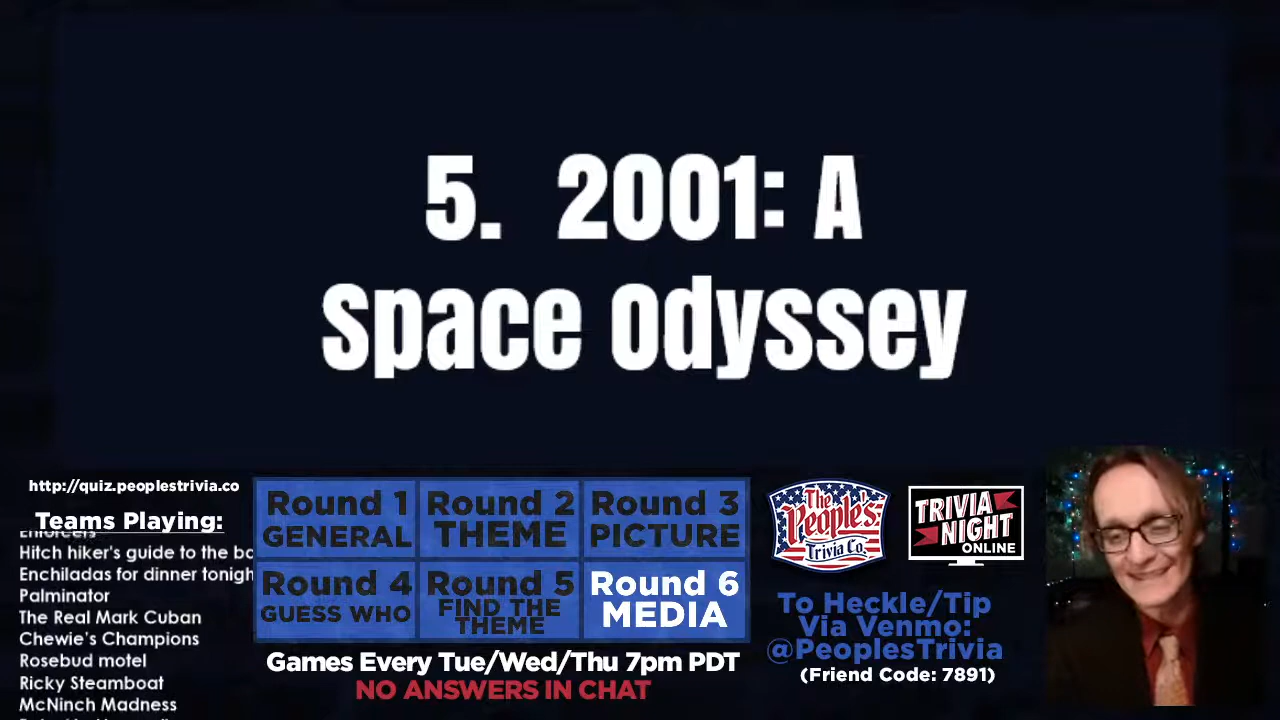 5. 2001: A
Space Odyssey
http://quiz.peoplestrivia.co
Teams Playing:
Enforcers
Hitch hiker's guide to the bo
Enchiladas for dinner tonigh
Palminator
The Real Mark Cuban
Chewie's Champions
Rosebud motel
Ricky Steamboat
McNinch Madness
Round 1
GENERAL
Round 2
THEME
Round 3
PICTURE
Round 4
GUESS WHO
Round 5
FIND THE
THEME
Round 6
MEDIA
Games Every Tue/Wed/Thu 7pm PDT
NO ANSWERS IN CHAT
The
People's
Trivia Co.
TRIVIA
NIGHT
ONLINE
To Heckle/Tip
Via Venmo:
@PeoplesTrivia
(Friend Code: 7891)